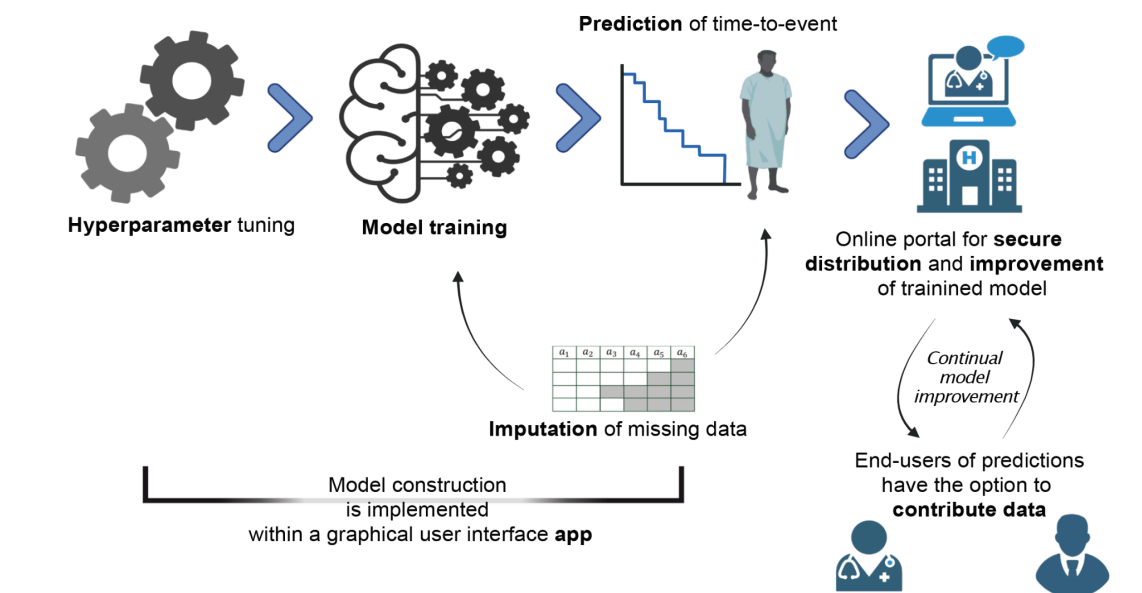 Prediction of time-to-event
H
Hyperparameter tuning
Model training
Online portal for secure
distribution and improvement
of trainined model
a1 a2 a3 a4 a5 a6
Imputation of missing data
Continual
model
improvement
Model construction
is implemented
within a graphical user interface app
End-users of predictions
have the option to
contribute data